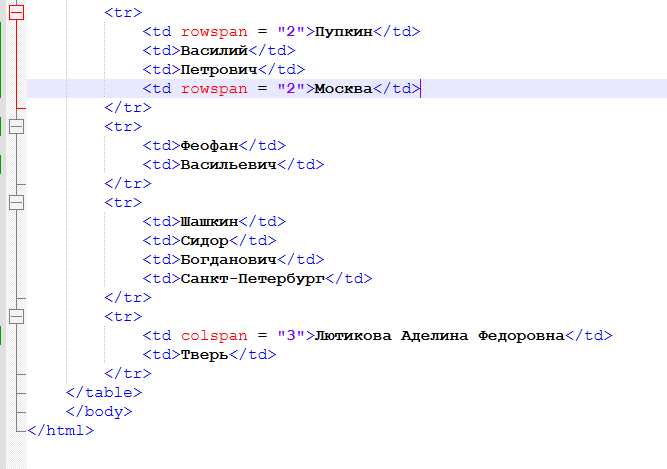 <tr>
<td rowspan = "2">Пупкин</td>
<td>Василий</td>
<td>Петрович</td>
<td rowspan = "2">Москва</td>
</tr>
<tr>
<td>Феофан</td>
<td>Васильевич</td>
</tr>
<tr>
<td>Шашкин</td>
<td>Сидор</td>
<td>Богданович</td>
<td>Санкт-Петербург</td>
</tr>
<tr>
<td colspan = "3">Лютикова Аделина Федоровна</td>
<td>Тверь</td>
</tr>
</table>
</body>
</html>